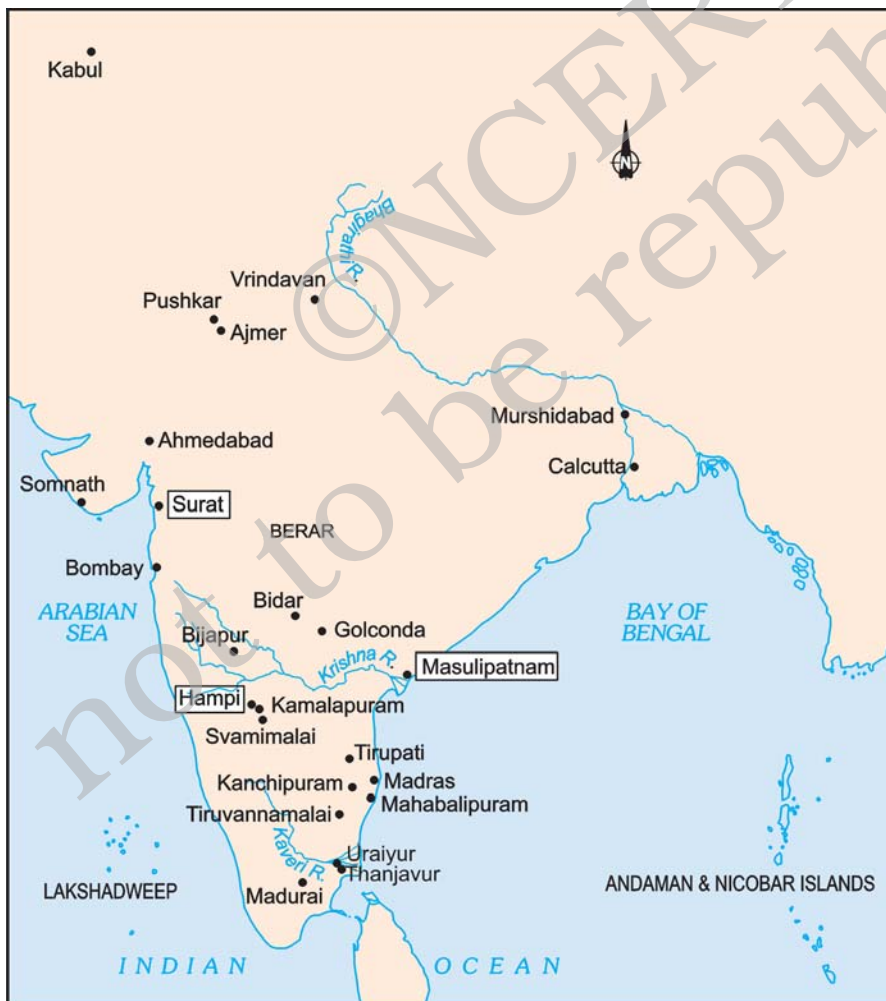 ©NCERT
not to be republ
Kabul
N
Bhagirathi R.
Vrindavan
Pushkar
Ajmer
Murshidabad
Ahmedabad
Calcutta
Somnath
Surat
BERAR
Bombay
Bidar
ARABIAN
SEA
BAY OF
BENGAL
Golconda
Bijapur
Krishna R.
Masulipatnam
Hampi
Kamalapuram
Svamimalai
Tirupati
Kanchipuram
Madras
Mahabalipuram
Tiruvannamalai
Kaveri R.
Uraiyur
Thanjavur
LAKSHADWEEP
Madurai
ANDAMAN & NICOBAR ISLANDS
INDIAN OCEAN